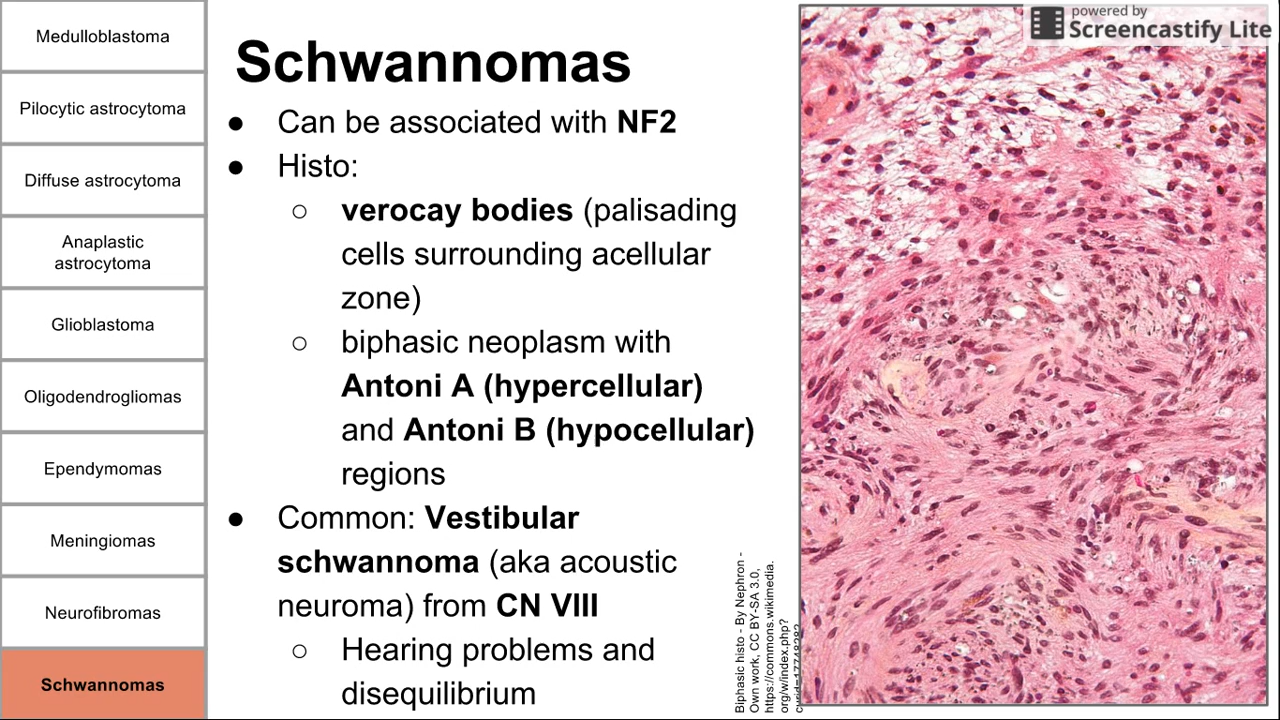 Medulloblastoma
Pilocytic astrocytoma
Diffuse astrocytoma
Anaplastic
astrocytoma
Glioblastoma
Oligodendrogliomas
Ependymomas
Meningiomas
Neurofibromas
Schwannomas
Schwannomas
● Can be associated with NF2
● Histo:
○ verocay bodies (palisading
cells surrounding acellular
zone)
○ biphasic neoplasm with
Antoni A (hypercellular)
and Antoni B (hypocellular)
regions
● Common: Vestibular
schwannoma (aka acoustic
neuroma) from CN VIII
○ Hearing problems and
disequilibrium
Biphasic histo - By Nephron -
Own work, CC BY-SA 3.0,
https://commons.wikimedia.
org/w/index.php?
powered by
Screencastify Lite